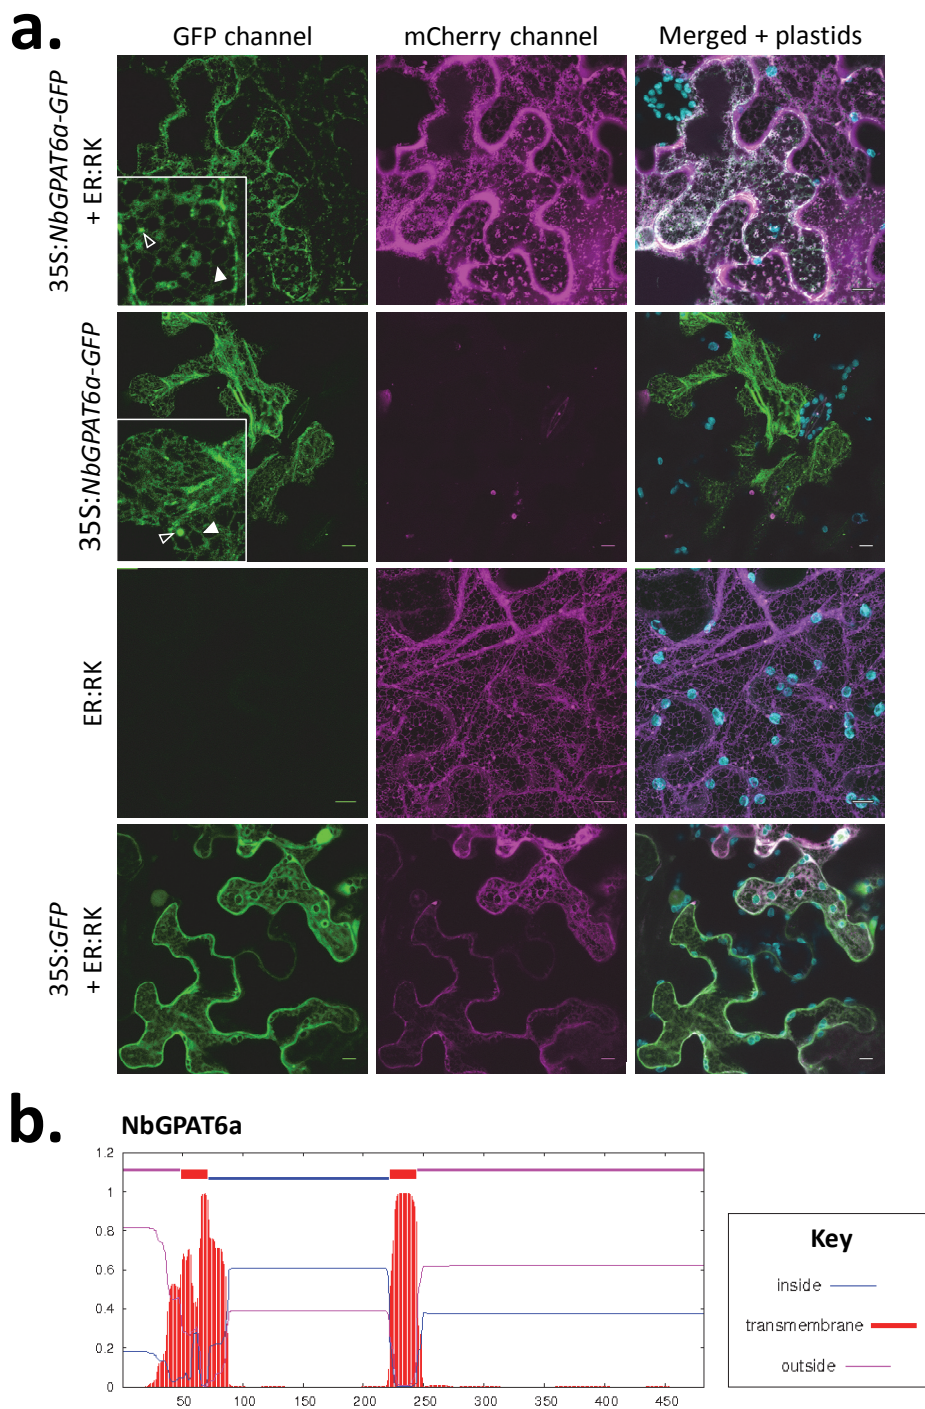 a.
GFP channel
mCherry channel
Merged + plastids
35S:NbGPAT6a-GFP
+ ER:RK
35S:NbGPAT6a-GFP
ER:RK
35S:GFP
+ ER:RK
b.
NbGPAT6a
1.2
1
0.8
0.6
0.4
0.2
0
50
100
150
200
250
300
350
400
450
Key
inside
transmembrane
outside